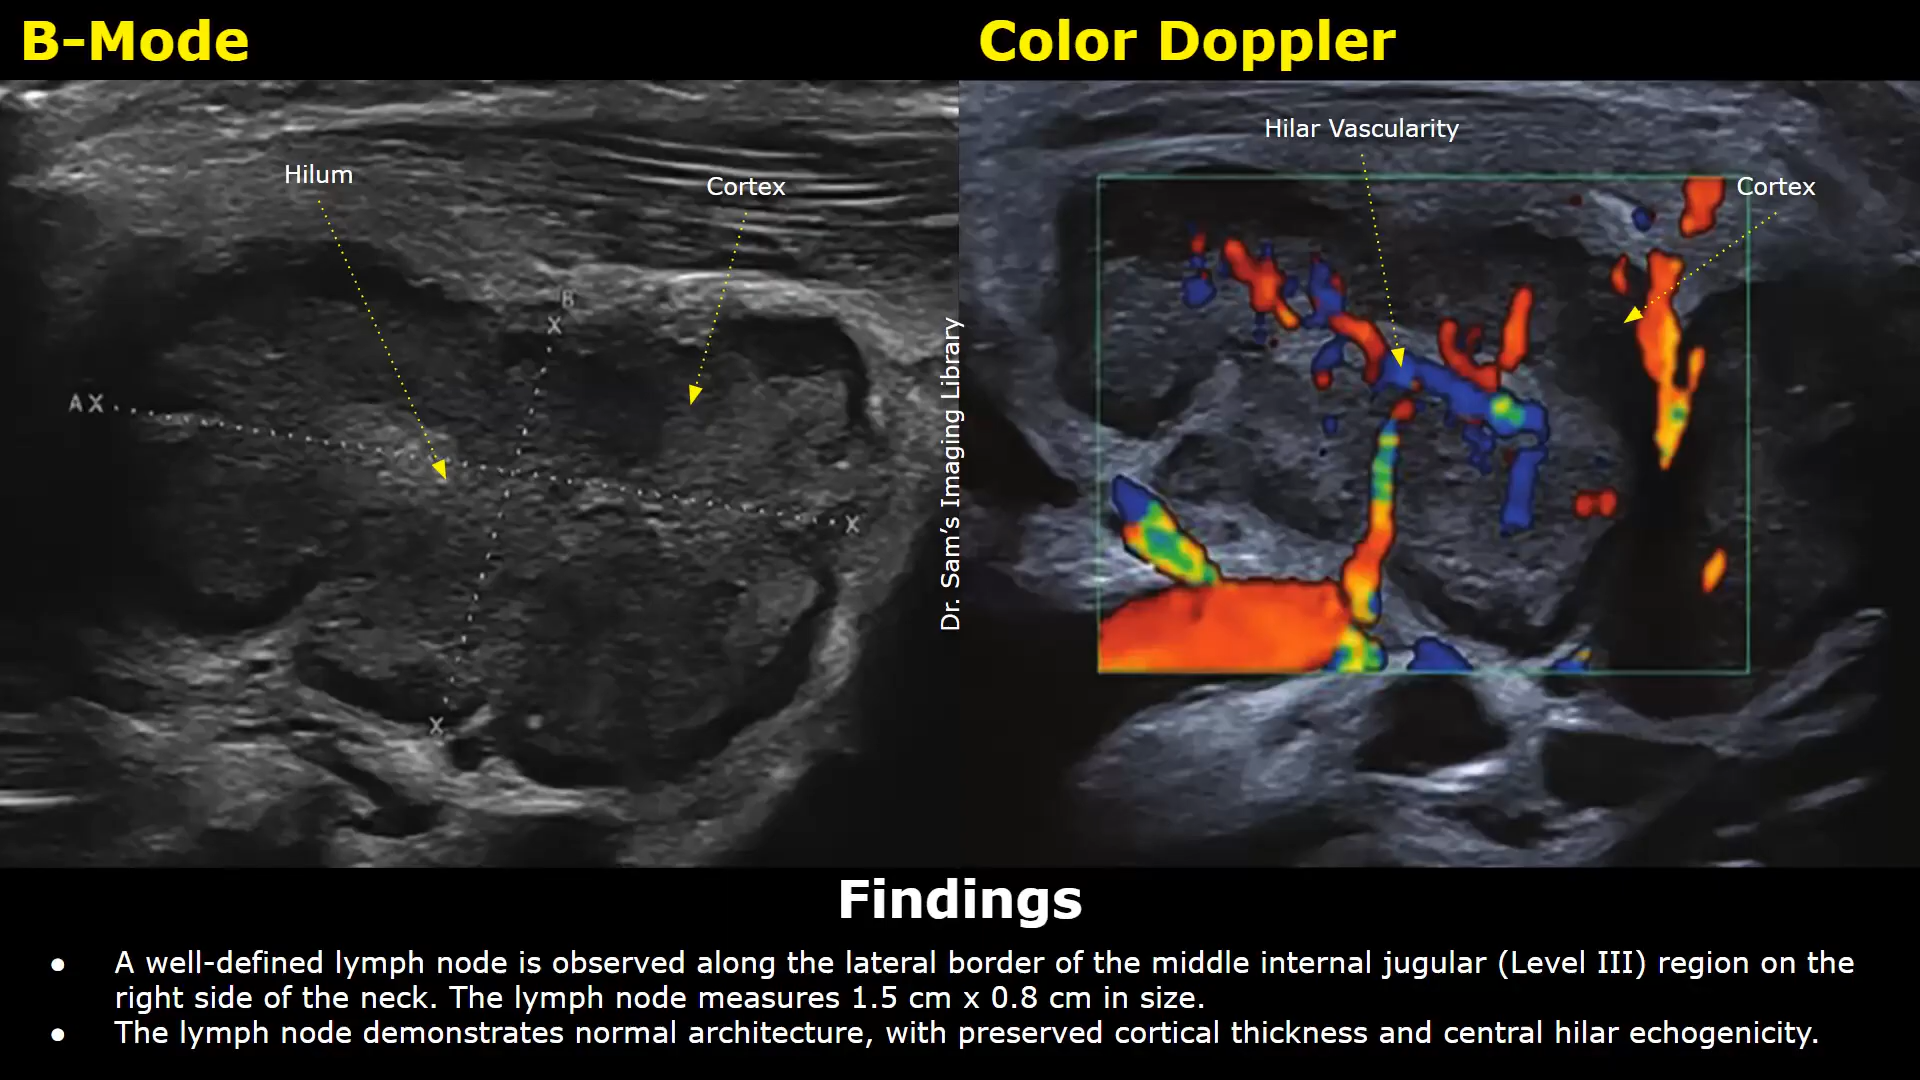 B-Mode
Color Doppler
Hilum
Cortex
Hilar Vascularity
Cortex
B
X
A X
X
X
Dr. Sam’s Imaging Library
Findings
● A well-defined lymph node is observed along the lateral border of the middle internal jugular (Level III) region on the
right side of the neck. The lymph node measures 1.5 cm x 0.8 cm in size.
● The lymph node demonstrates normal architecture, with preserved cortical thickness and central hilar echogenicity.